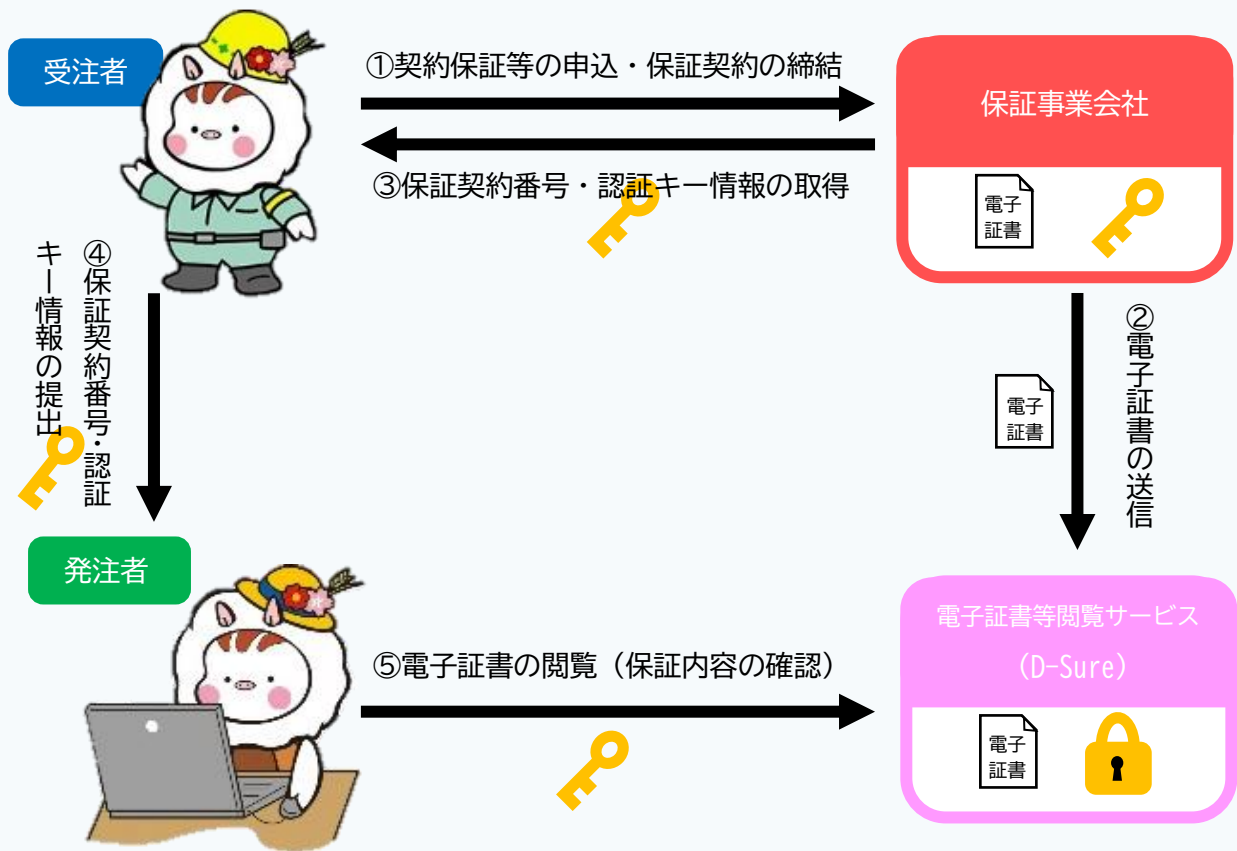 受注者
①契約保証等の申込・保証契約の締結
保証事業会社
③保証契約番号・認証キー情報の取得
電子
証書
④保証契約番号・認証
キー情報の提出
②電子証書の送信
電子
証書
発注者
電子証書等閲覧サービス
(D-Sure)
⑤電子証書の閲覧（保証内容の確認）
電子
証書